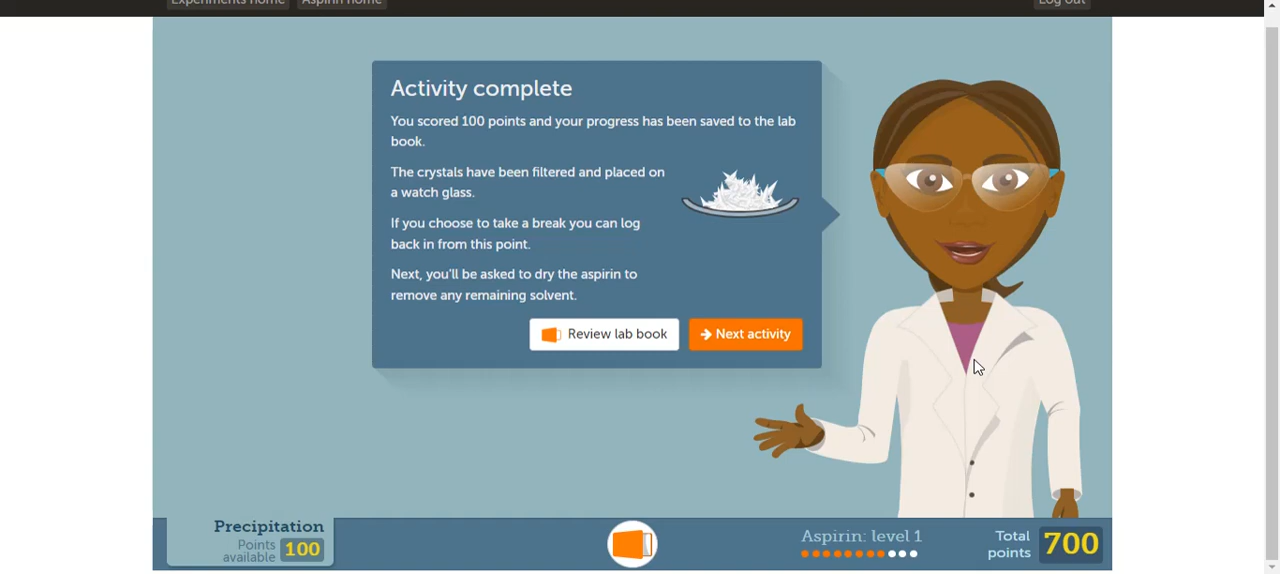 Experiments home Aspirin home Log out
Activity complete
You scored 100 points and your progress has been saved to the lab
book.
The crystals have been filtered and placed on
a watch glass.
If you choose to take a break you can log
back in from this point.
Next, you'll be asked to dry the aspirin to
remove any remaining solvent.
Review lab book
Next activity
Precipitation
Points
available 100
Aspirin: level 1
Total
points 700